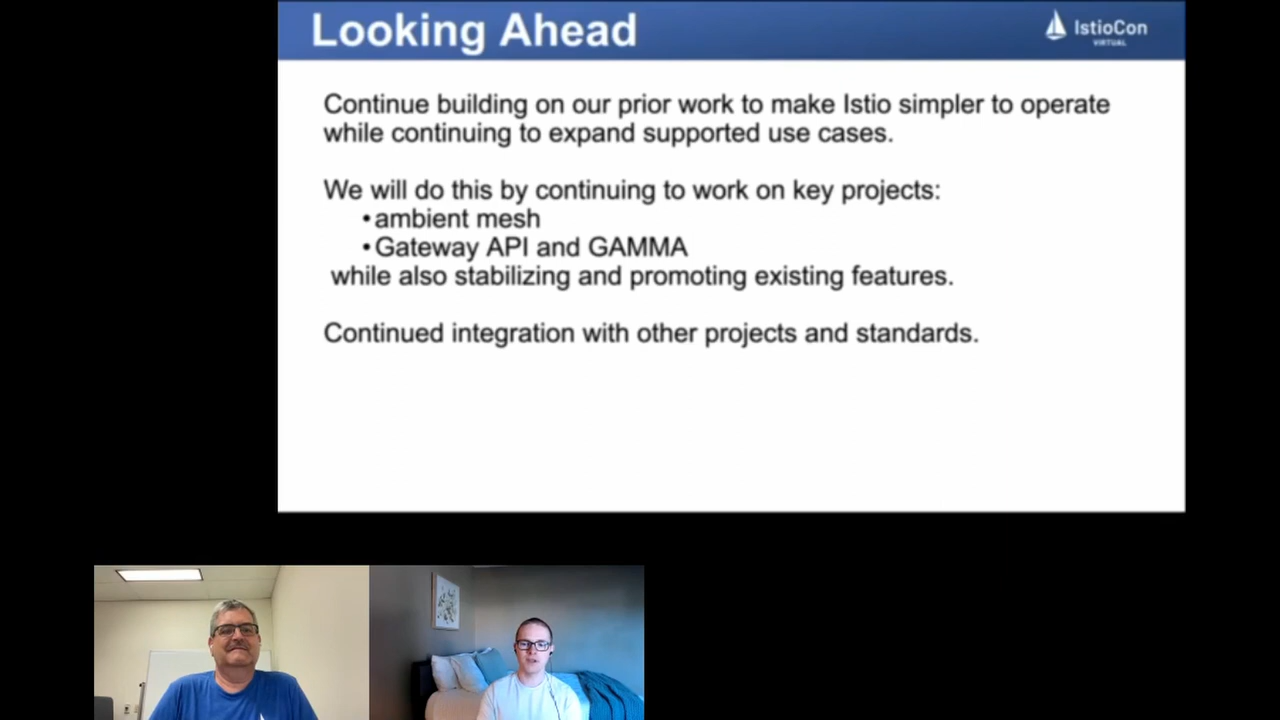 Looking Ahead
IstioCon
VIRTUAL
Continue building on our prior work to make Istio simpler to operate
while continuing to expand supported use cases.
We will do this by continuing to work on key projects:
•ambient mesh
•Gateway API and GAMMA
while also stabilizing and promoting existing features.
Continued integration with other projects and standards.